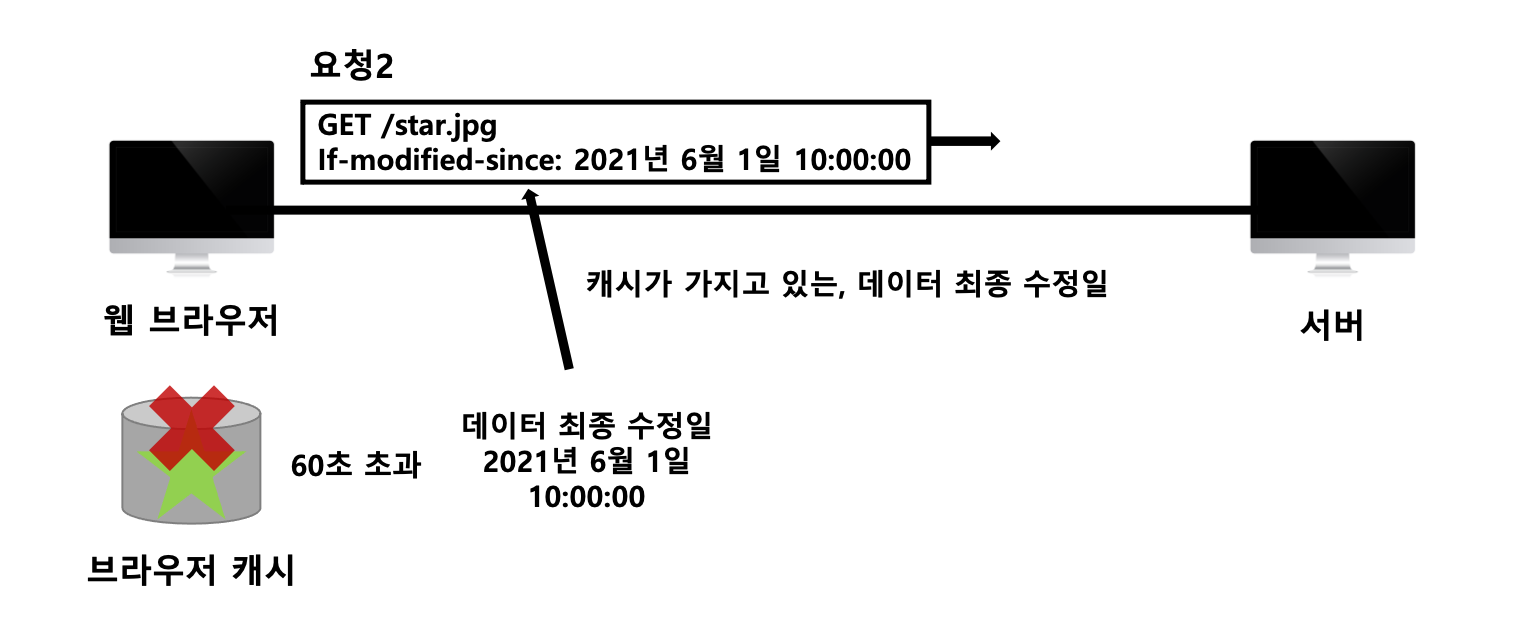 요청2
GET /star.jpg
If-modified-since: 2021년 6월 1일 10:00:00
캐시가 가지고 있는, 데이터 최종 수정일
웹 브라우저
서버
데이터 최종 수정일
2021년 6월 1일
10:00:00
60초 초과
브라우저 캐시